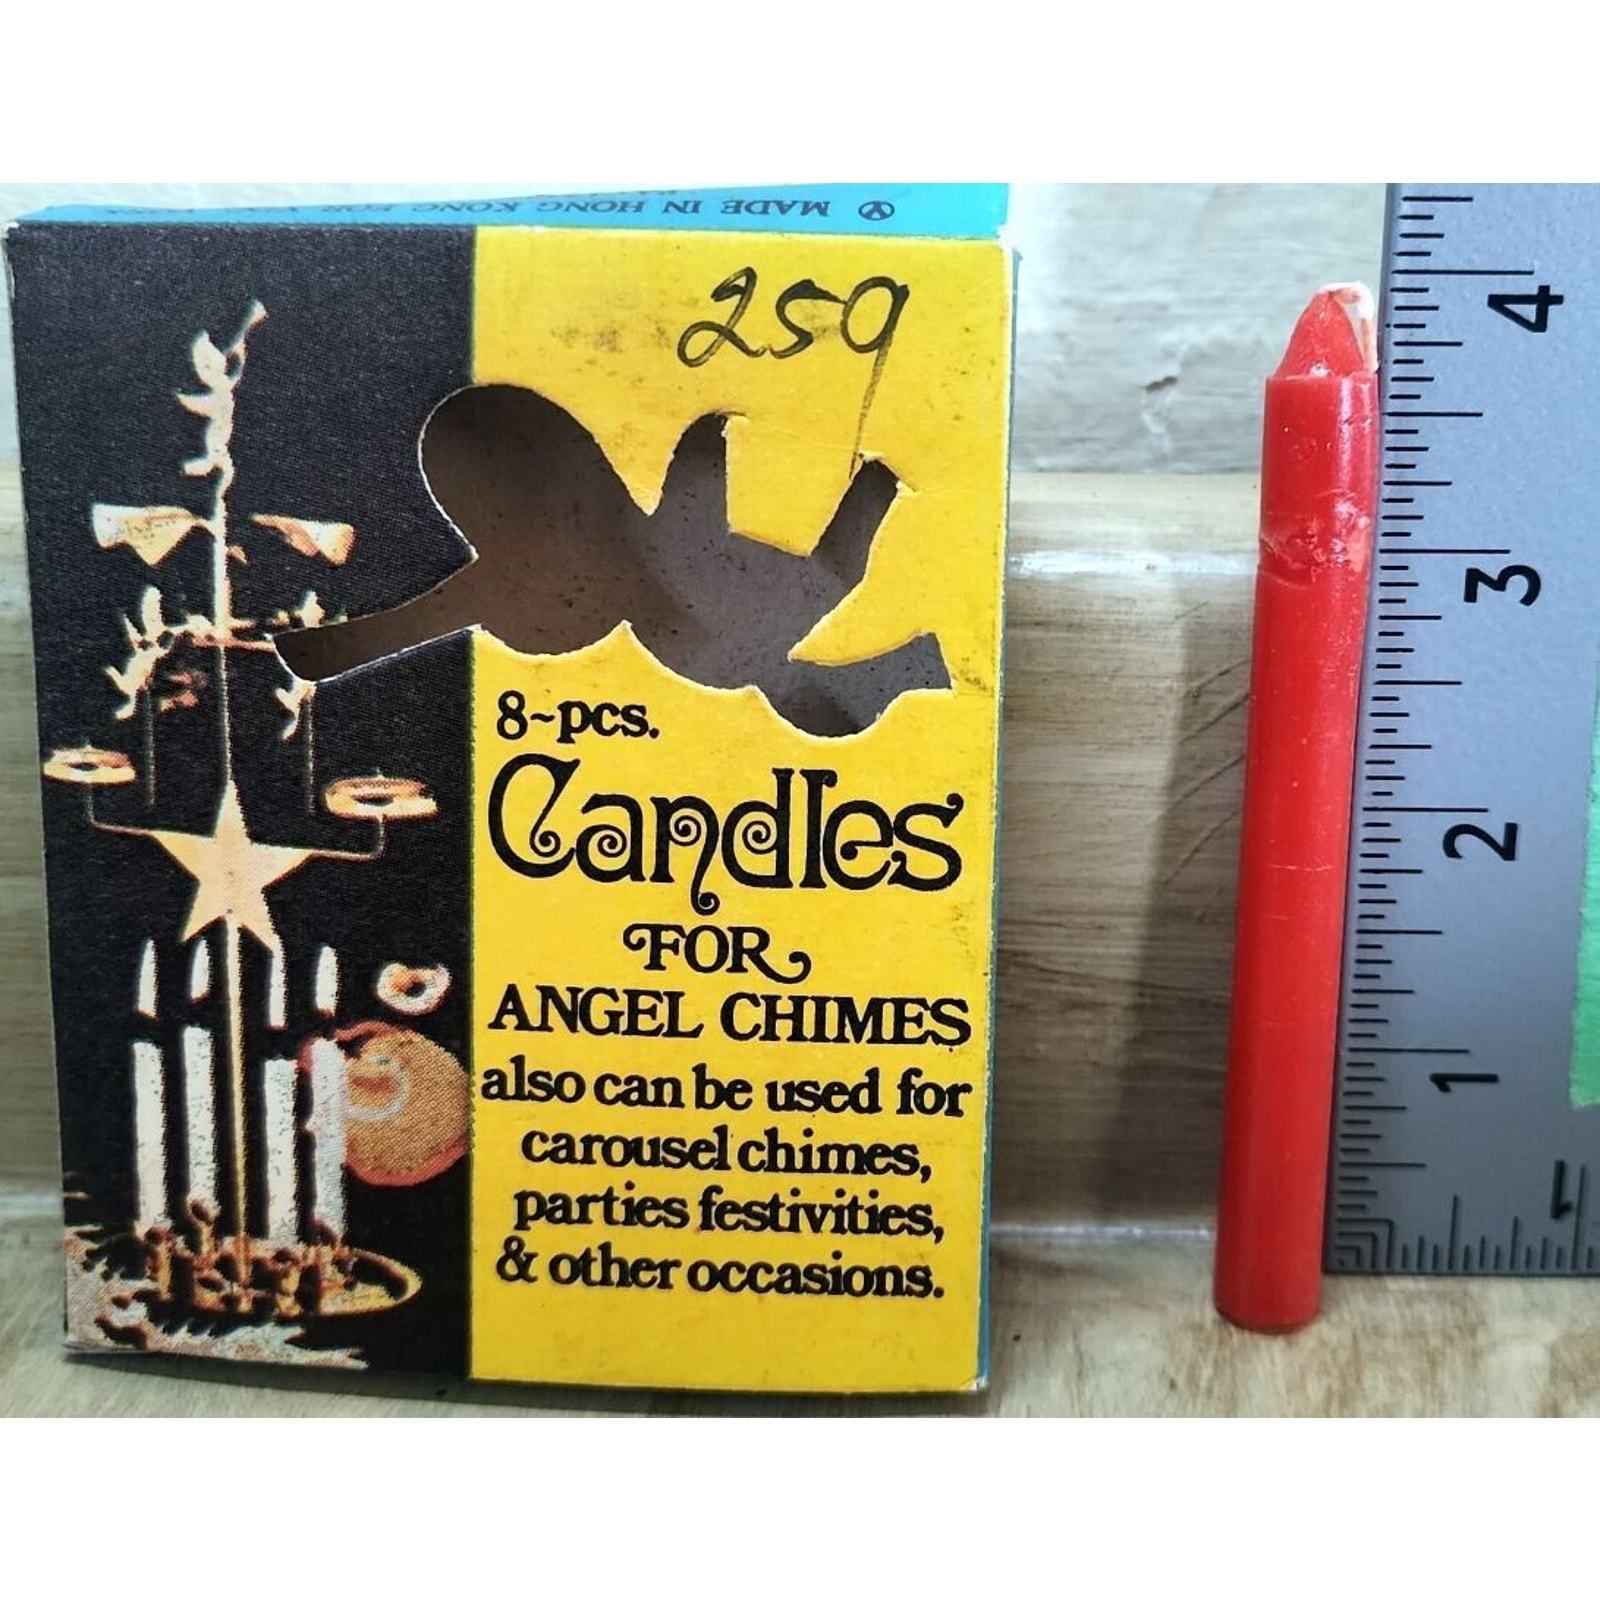 MADE IN HONG KONG FOR
259
8~pcs.
Candles
FOR
ANGEL CHIMES
also can be used for
carousel chimes,
parties festivities,
& other occasions.
4
3
2
1
1